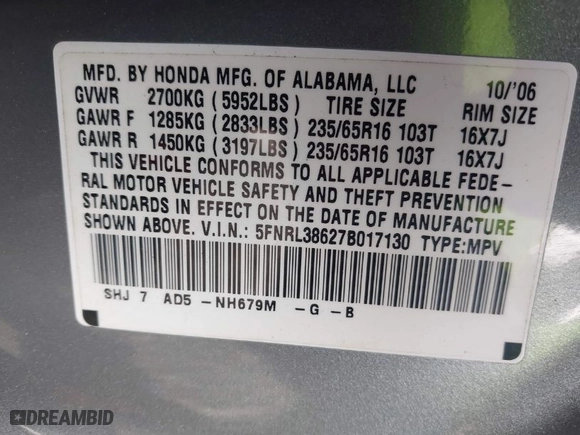 MFD. BY HONDA MFG. OF ALABAMA, LLC 10/'06
GVWR 2700KG (5952LBS) TIRE SIZE RIM SIZE
GAWR F 1285KG (2833LBS) 235/65R16 103T 16X7J
GAWR R 1450KG (3197LBS) 235/65R16 103T 16X7J
THIS VEHICLE CONFORMS TO ALL APPLICABLE FEDE-
RAL MOTOR VEHICLE SAFETY AND THEFT PREVENTION
STANDARDS IN EFFECT ON THE DATE OF MANUFACTURE
SHOWN ABOVE. V.I.N.: 5FNRL38627B017130 TYPE:MPV
SHJ 7 AD5 -NH679M -G -B
DREAMBID